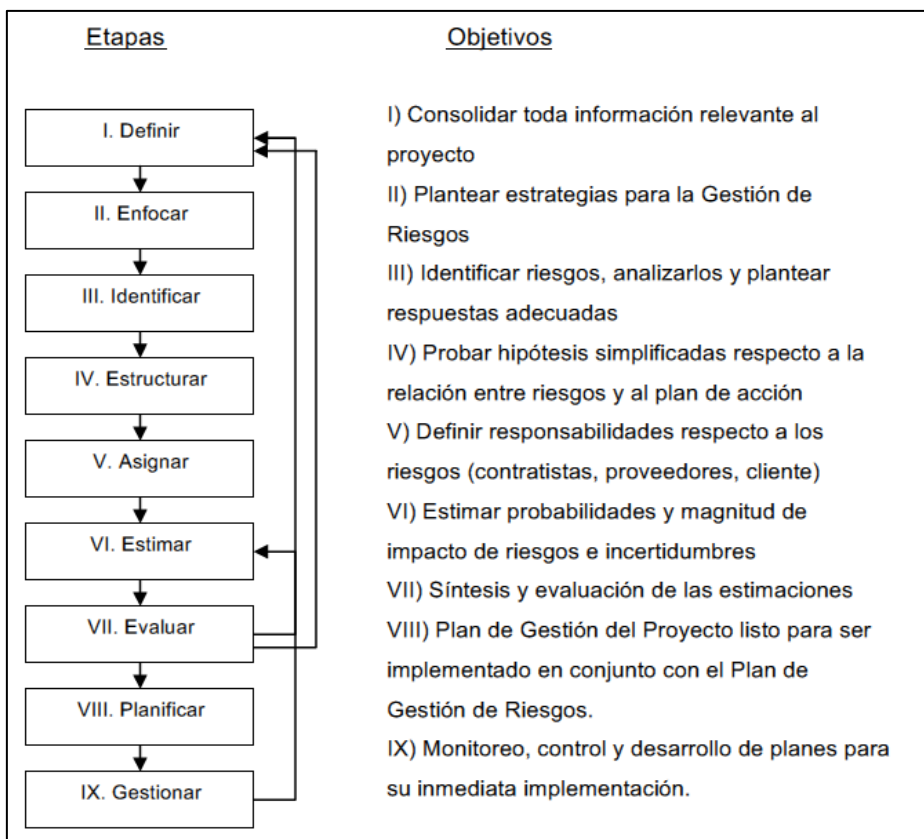 Etapas
Objetivos
I. Definir
II. Enfocar
III. Identificar
IV. Estructurar
V. Asignar
VI. Estimar
VII. Evaluar
VIII. Planificar
IX. Gestionar
I) Consolidar toda información relevante al
proyecto
II) Plantear estrategias para la Gestión de
Riesgos
III) Identificar riesgos, analizarlos y plantear
respuestas adecuadas
IV) Probar hipótesis simplificadas respecto a la
relación entre riesgos y al plan de acción
V) Definir responsabilidades respecto a los
riesgos (contratistas, proveedores, cliente)
VI) Estimar probabilidades y magnitud de
impacto de riesgos e incertidumbres
VII) Síntesis y evaluación de las estimaciones
VIII) Plan de Gestión del Proyecto listo para ser
implementado en conjunto con el Plan de
Gestión de Riesgos.
IX) Monitoreo, control y desarrollo de planes para
su inmediata implementación.